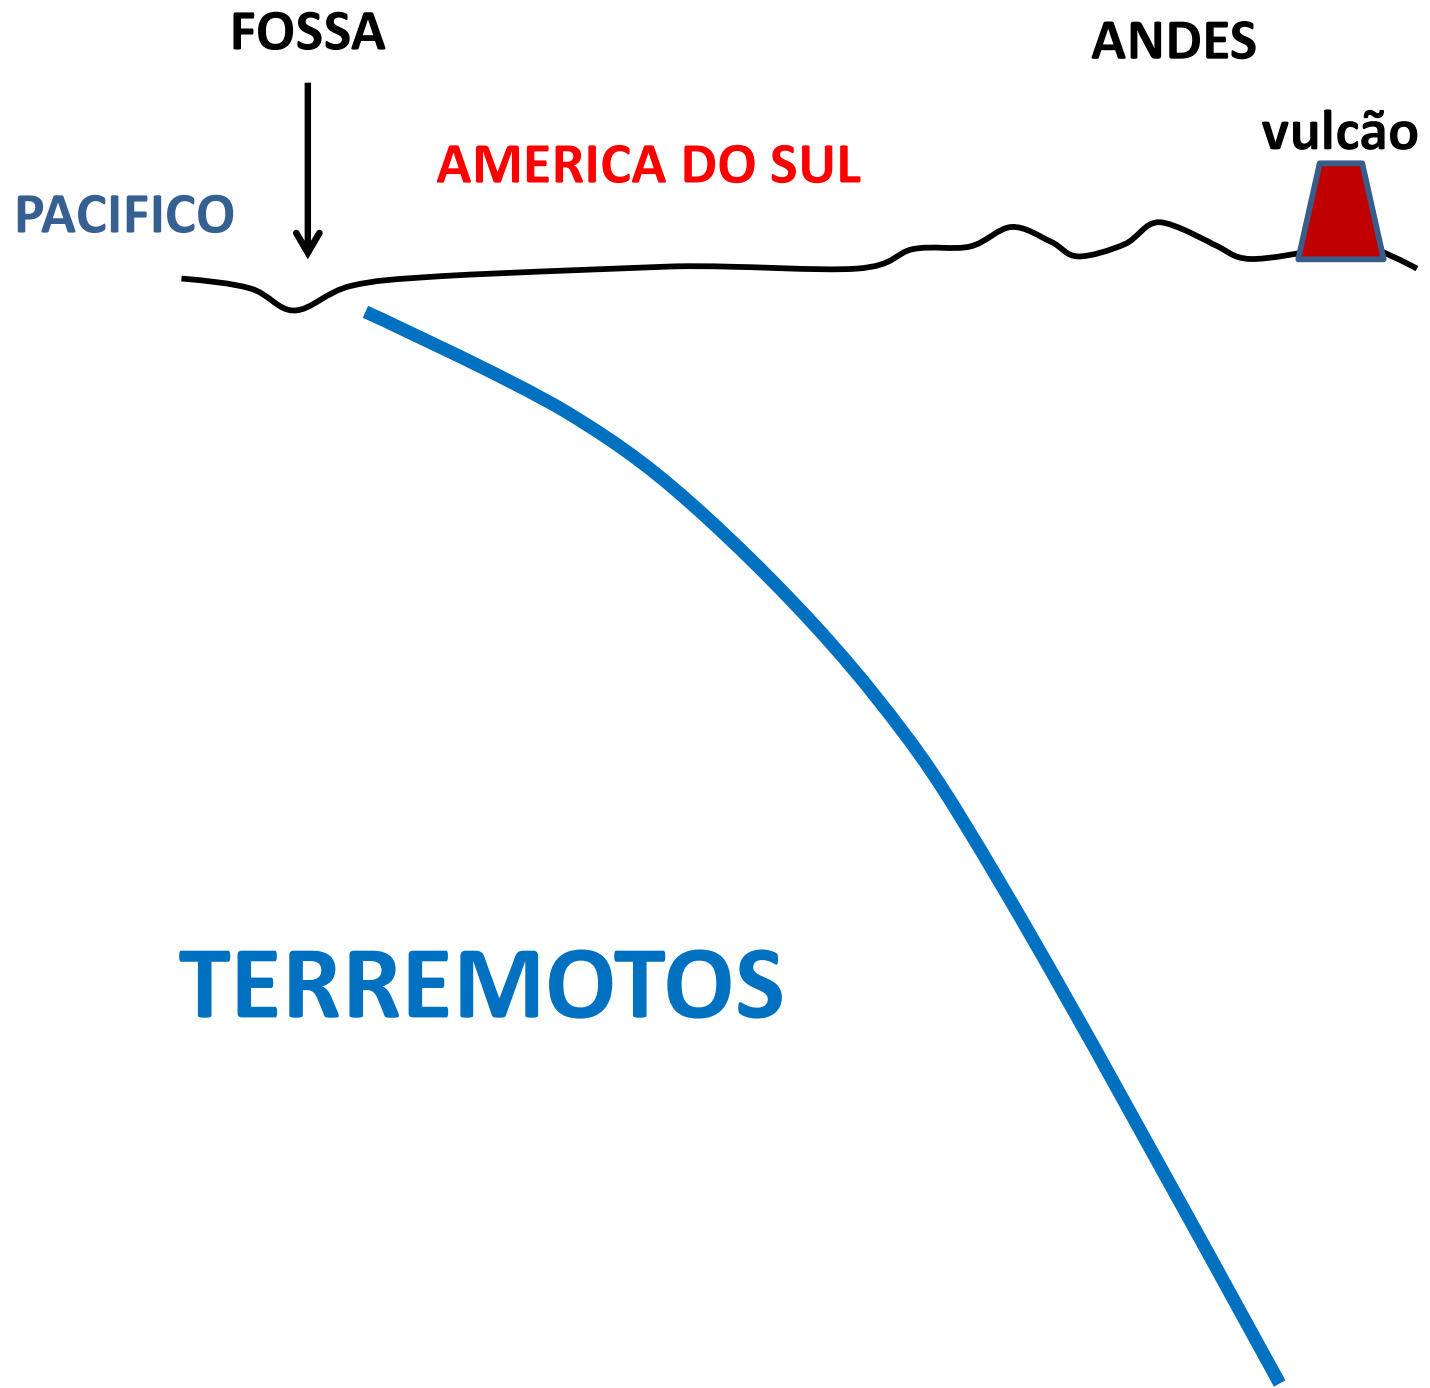 FOSSA
ANDES
vulcão
AMERICA DO SUL
PACIFICO
TERREMOTOS